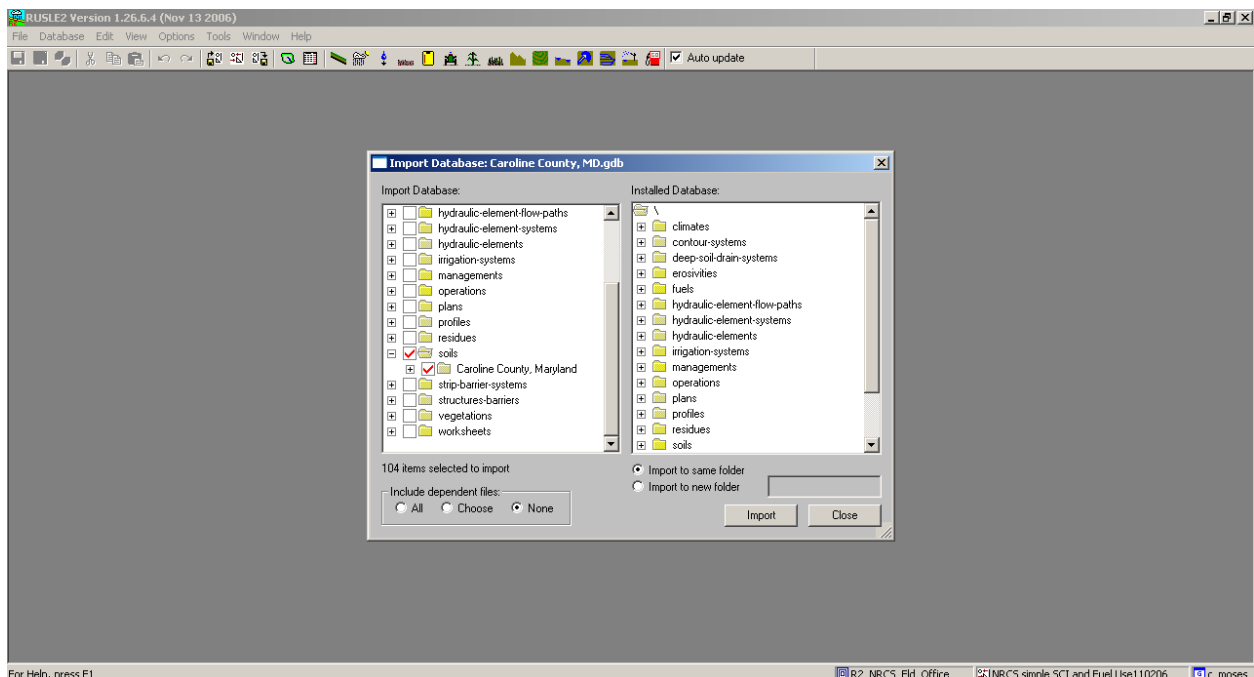 RUSLE2 Version 1.26.6.4 (Nov 13 2006)
File Database Edit View Options Tools Window Help
Auto update
Import Database: Caroline County, MD.gdb
Import Database:
hydraulic-element-flow-paths
hydraulic-element-systems
hydraulic-elements
irrigation-systems
managements
operations
plans
profiles
residues
soils
Caroline County, Maryland
strip-barrier-systems
structures-barriers
vegetations
worksheets
104 items selected to import
Include dependent files:
All Choose None
Installed Database:
\
climates
contour-systems
deep-soil-drain-systems
erosivities
fuels
hydraulic-element-flow-paths
hydraulic-element-systems
hydraulic-elements
irrigation-systems
managements
operations
plans
profiles
residues
soils
Import to same folder
Import to new folder
Import Close
For Help, press F1 R2_NRCS_Fld_Office NRCS simple SCI and Fuel Use110206 c_moses